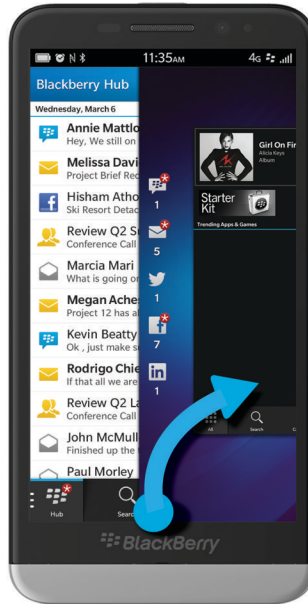 11:35AM 4G
Blackberry Hub
Wednesday, March 6
Annie Mattlo
Hey, We still on
Melissa Davi
Project Brief Rec
Hisham Atho
Ski Resort Detac
Review Q2 S
Conference Call
Marcia Mari
What is going on
Megan Aches
Project 12 has a
Kevin Beatty
Ok , just make s
Rodrigo Chie
If that all we are
Review Q2 La
Conference Call
John McMull
Finished up the
Paul Morley
Hub
Search
1
5
1
7
1
Girl On Fir
Alicia Keys
Album
Starter
Kit
Trending Apps & Games
All
Search
BlackBerry